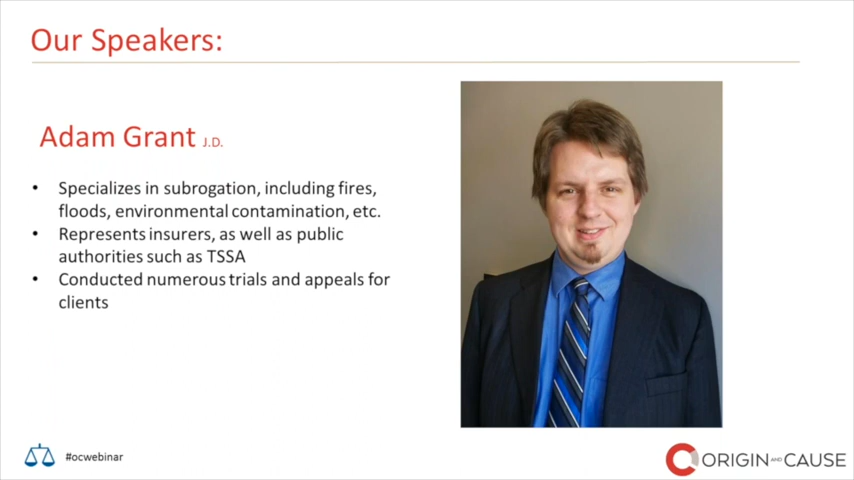 Our Speakers:
Adam Grant J.D.
• Specializes in subrogation, including fires,
floods, environmental contamination, etc.
• Represents insurers, as well as public
authorities such as TSSA
• Conducted numerous trials and appeals for
clients
#ocwebinar
ORIGIN AND CAUSE